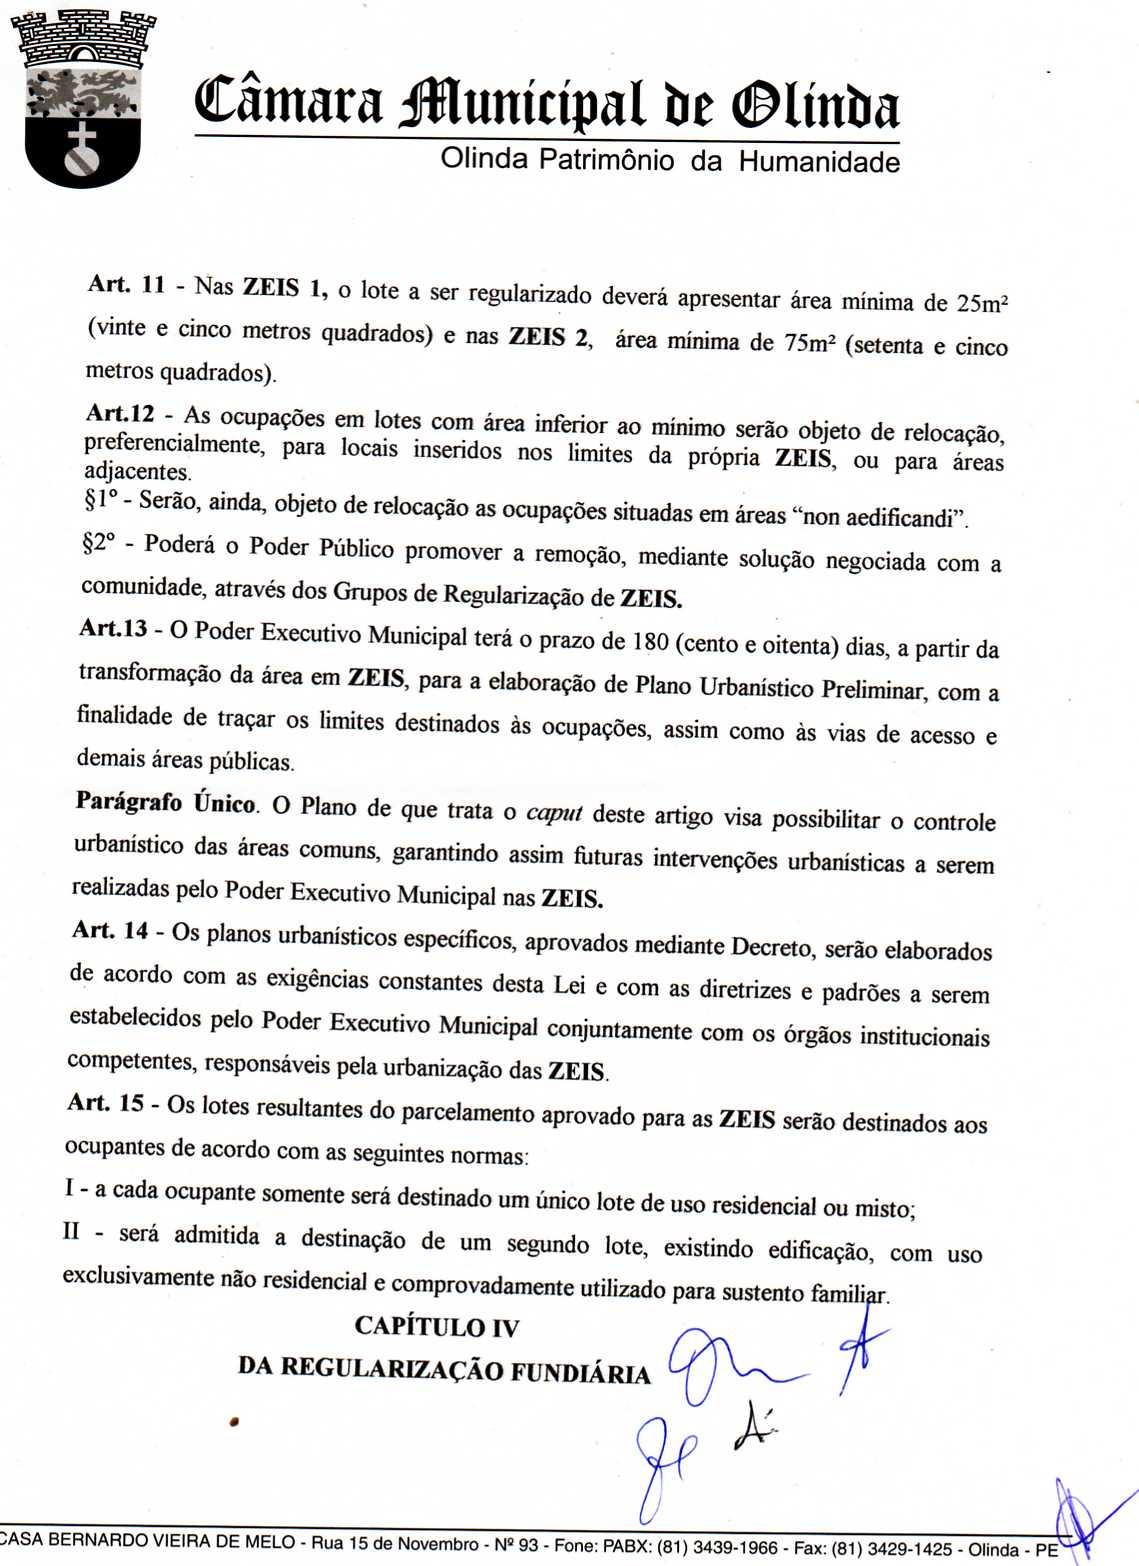 Câmara Municipal de Olinda
Olinda Patrimônio da Humanidade
Art. 11 - Nas ZEIS 1, o lote a ser regularizado deverá apresentar área mínima de 25m²
(vinte e cinco metros quadrados) e nas ZEIS 2, área mínima de 75m² (setenta e cinco
metros quadrados).
Art.12 - As ocupações em lotes com área inferior ao mínimo serão objeto de relocação,
preferencialmente, para locais inseridos nos limites da própria ZEIS, ou para áreas
adjacentes.
§1º - Serão, ainda, objeto de relocação as ocupações situadas em áreas “non aedificandi”.
§2º - Poderá o Poder Público promover a remoção, mediante solução negociada com a
comunidade, através dos Grupos de Regularização de ZEIS.
Art.13 - O Poder Executivo Municipal terá o prazo de 180 (cento e oitenta) dias, a partir da
transformação da área em ZEIS, para a elaboração de Plano Urbanístico Preliminar, com a
finalidade de traçar os limites destinados às ocupações, assim como às vias de acesso e
demais áreas públicas.
Parágrafo Único. O Plano de que trata o caput deste artigo visa possibilitar o controle
urbanístico das áreas comuns, garantindo assim futuras intervenções urbanísticas a serem
realizadas pelo Poder Executivo Municipal nas ZEIS.
Art. 14 - Os planos urbanísticos específicos, aprovados mediante Decreto, serão elaborados
de acordo com as exigências constantes desta Lei e com as diretrizes e padrões a serem
estabelecidos pelo Poder Executivo Municipal conjuntamente com os órgãos institucionais
competentes, responsáveis pela urbanização das ZEIS.
Art. 15 - Os lotes resultantes do parcelamento aprovado para as ZEIS serão destinados aos
ocupantes de acordo com as seguintes normas:
I - a cada ocupante somente será destinado um único lote de uso residencial ou misto;
II - será admitida a destinação de um segundo lote, existindo edificação, com uso
exclusivamente não residencial e comprovadamente utilizado para sustento familiar.
CAPÍTULO IV
DA REGULARIZAÇÃO FUNDIÁRIA
CASA BERNARDO VIEIRA DE MELO - Rua 15 de Novembro - Nº 93 - Fone: PABX: (81) 3439-1966 - Fax: (81) 3429-1425 - Olinda - PE